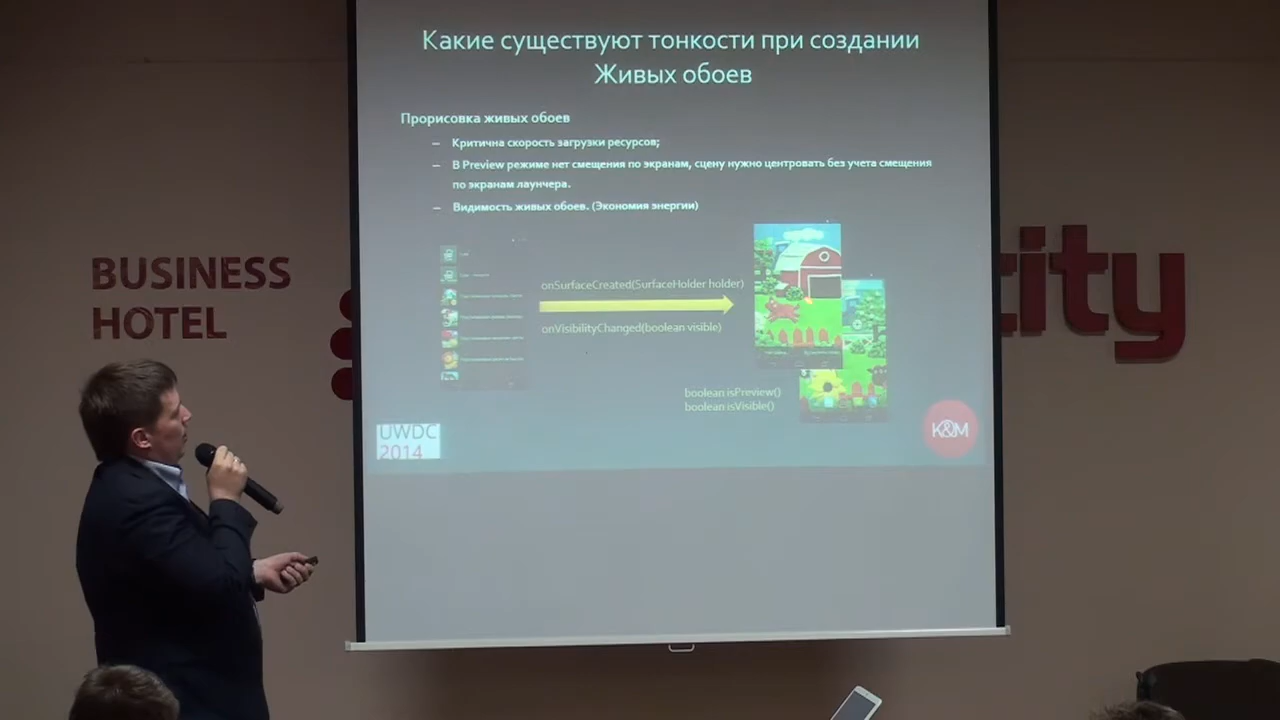 Какие существуют тонкости при создании
Живых обоев
Прорисовка живых обоев
– Критична скорость загрузки ресурсов;
– В Preview режиме нет смещения по экранам, сцену нужно центровать без учета смещения
по экранам лаунчера.
– Видимость живых обоев. (Экономия энергии)
onSurfaceCreated(SurfaceHolder holder)
onVisibilityChanged(boolean visible)
boolean isPreview()
boolean isVisible()
UWDC
2014
K&M
BUSINESS
HOTEL
city